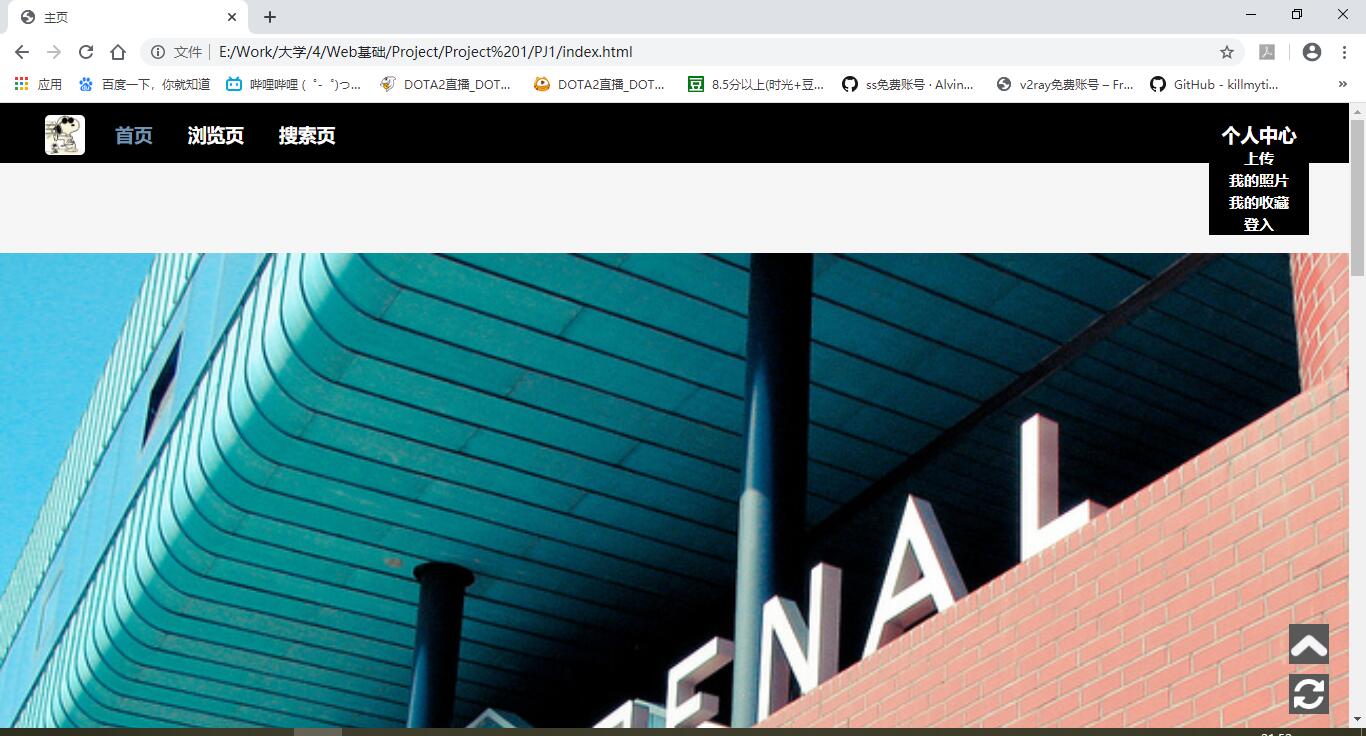 主页
文件 E:/Work/大学/4/Web基础/Project/Project%201/PJ1/index.html
应用 百度一下，你就知道 哔哩哔哩 ( ゜- ゜)つ... DOTA2直播_DOT... DOTA2直播_DOT... 豆 8.5分以上(时光+豆... ss免费账号 · Alvin... v2ray免费账号 – Fr... GitHub - killmyti... »
首页 浏览页 搜索页 个人中心
上传
我的照片
我的收藏
登入
ENAL